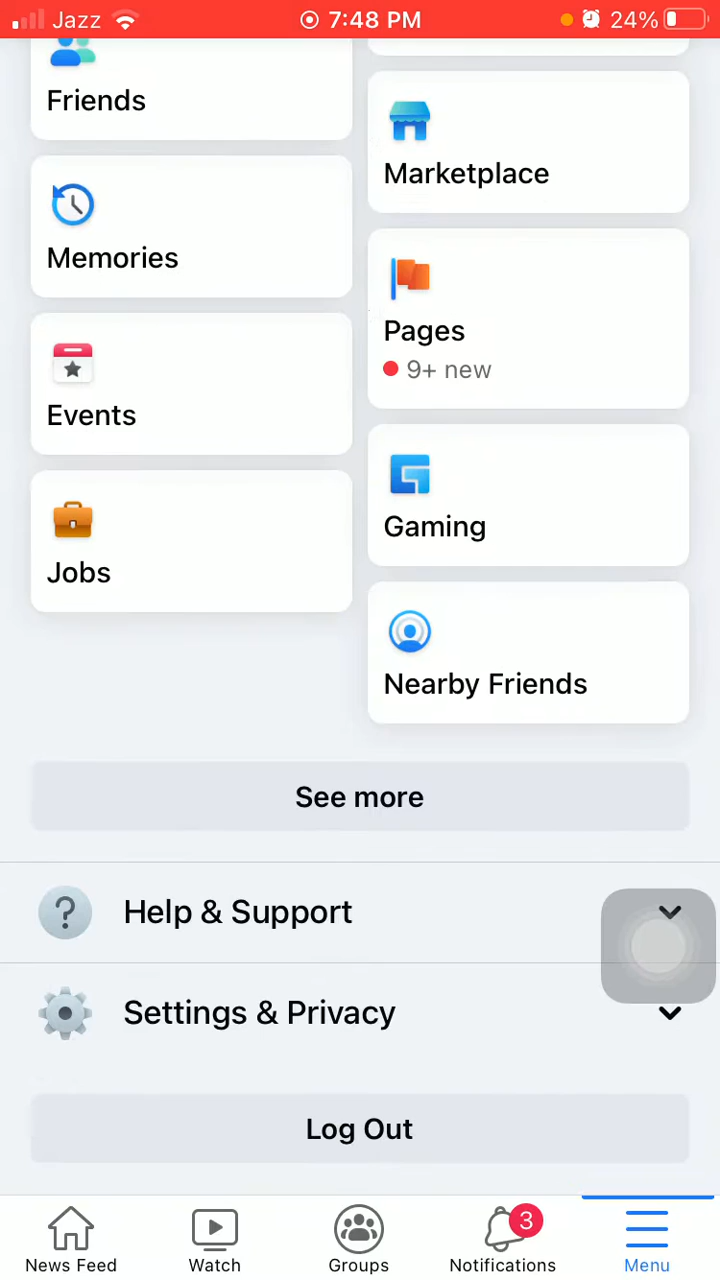 Jazz 7:48 PM 24%
Friends
Marketplace
Memories
Pages
9+ new
Events
Gaming
Jobs
Nearby Friends
See more
? Help & Support
Settings & Privacy
Log Out
3
News Feed Watch Groups Notifications Menu